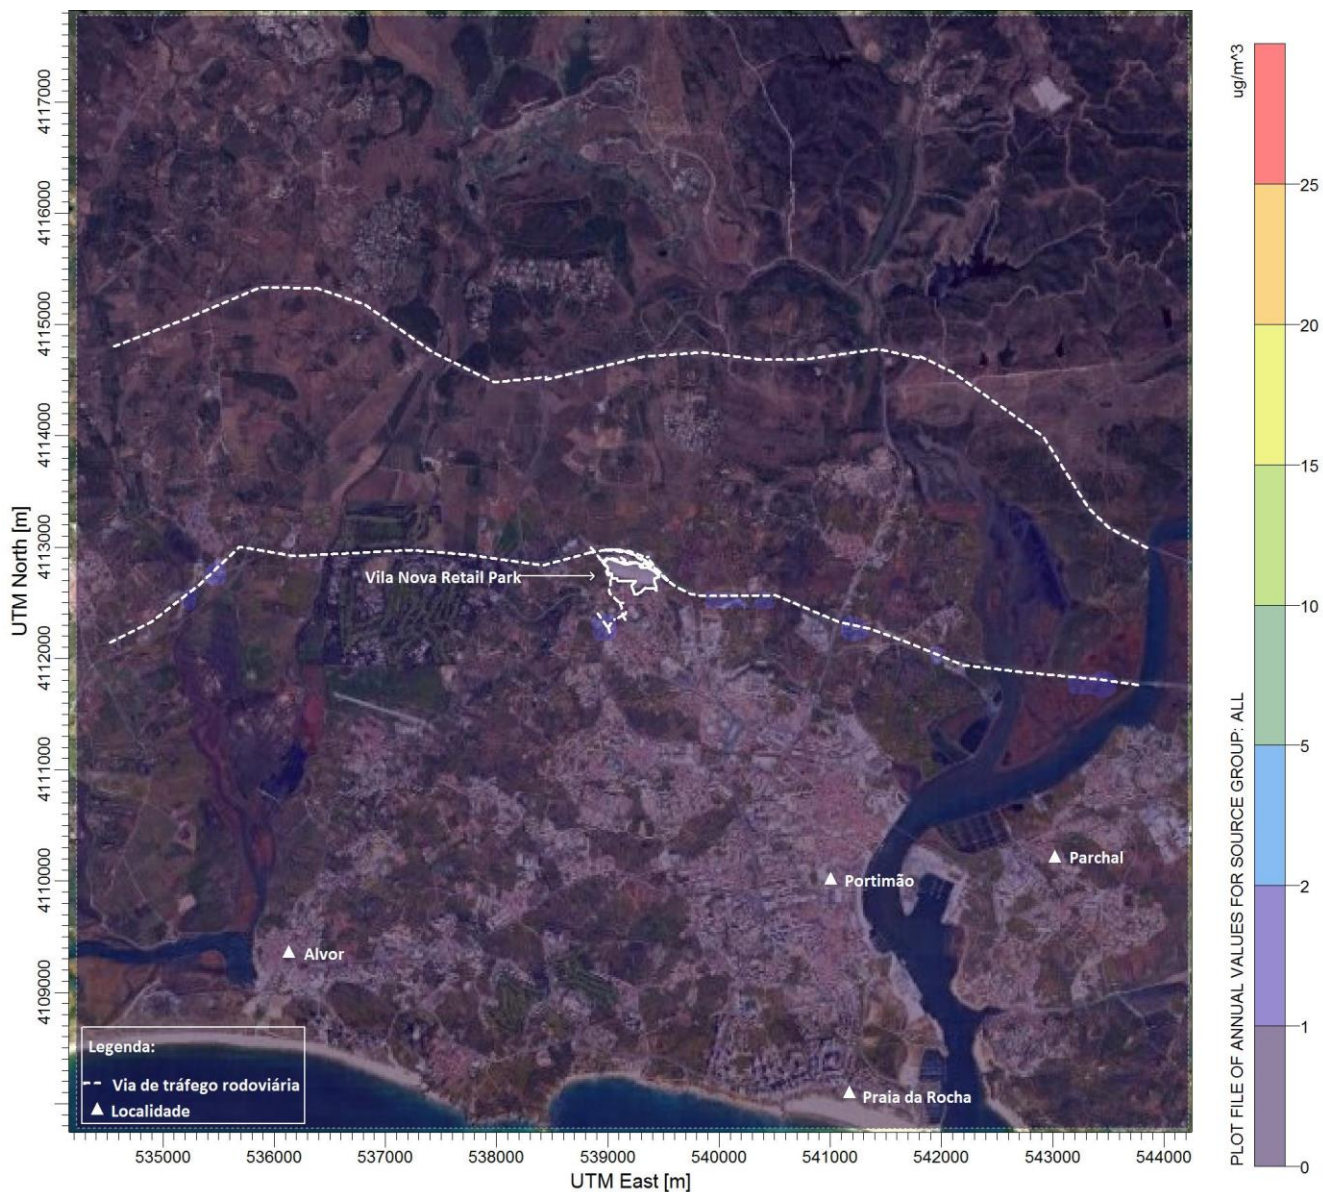 4117000
4116000
4115000
4114000
4113000
4112000
4111000
4110000
4109000
UTM North [m]
Vila Nova Retail Park
Parchal
Portimão
Alvor
Praia da Rocha
Legenda:
Via de tráfego rodoviária
Localidade
535000 536000 537000 538000 539000 540000 541000 542000 543000 544000
UTM East [m]
ug/m^3
25
20
15
10
5
2
1
0
PLOT FILE OF ANNUAL VALUES FOR SOURCE GROUP: ALL